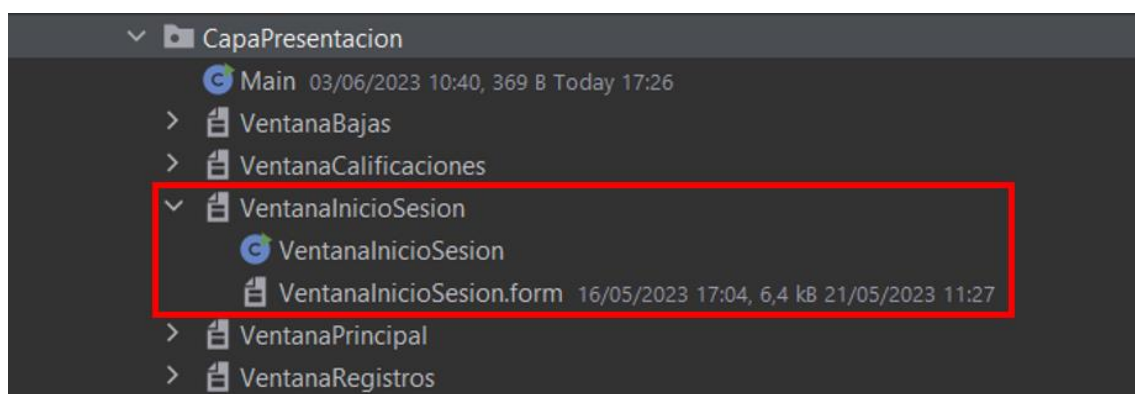 CapaPresentacion
Main 03/06/2023 10:40, 369 B Today 17:26
VentanaBajas
VentanaCalificaciones
VentanaInicioSesion
VentanaInicioSesion
VentanaInicioSesion.form 16/05/2023 17:04, 6,4 kB 21/05/2023 11:27
VentanaPrincipal
VentanaRegistros